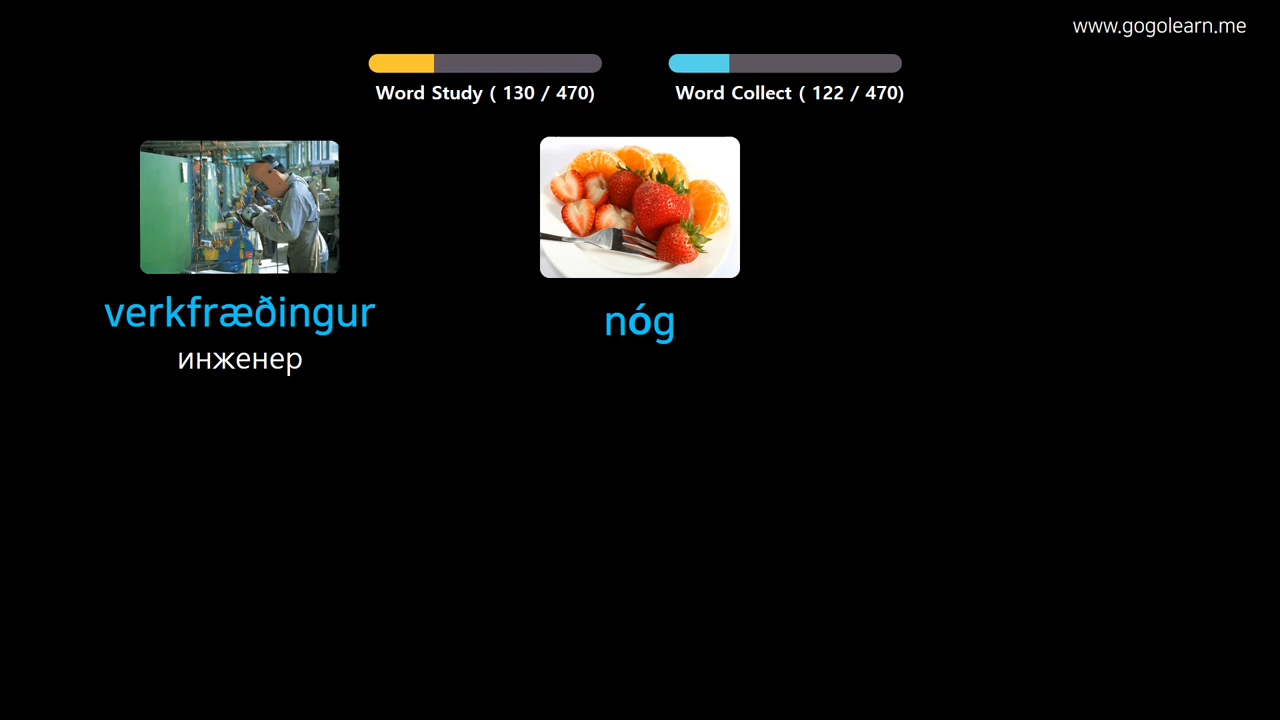 www.gogolearn.me
Word Study ( 130 / 470)
Word Collect ( 122 / 470)
verkfræðingur
инженер
nóg